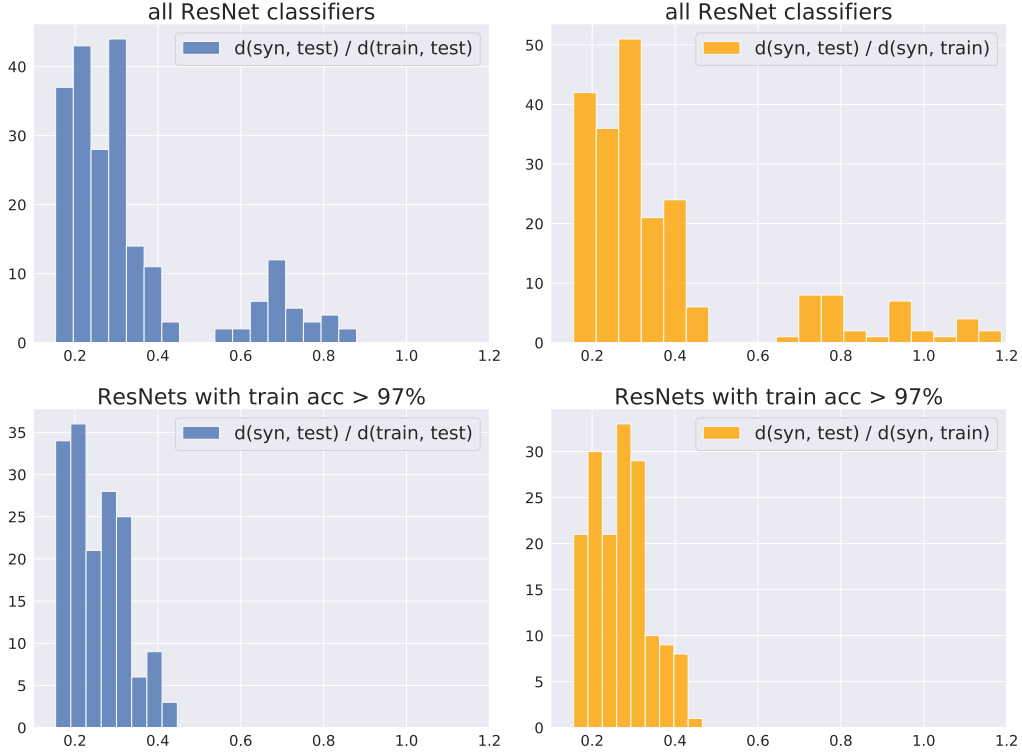 all ResNet classifiers
d(syn, test) / d(train, test)
40
30
20
10
0
0.2 0.4 0.6 0.8 1.0 1.2
all ResNet classifiers
d(syn, test) / d(syn, train)
50
40
30
20
10
0
0.2 0.4 0.6 0.8 1.0 1.2
ResNets with train acc > 97%
d(syn, test) / d(train, test)
35
30
25
20
15
10
5
0
0.2 0.4 0.6 0.8 1.0 1.2
ResNets with train acc > 97%
d(syn, test) / d(syn, train)
30
25
20
15
10
5
0
0.2 0.4 0.6 0.8 1.0 1.2